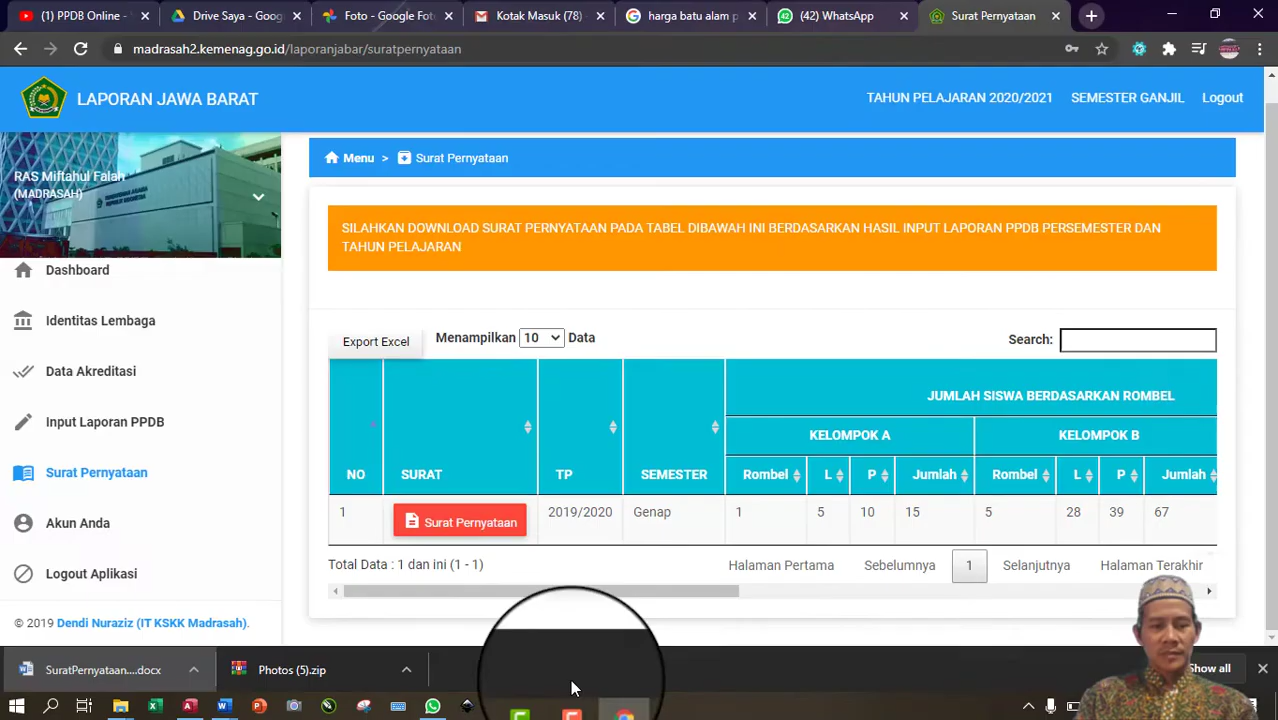 (1) PPDB Online -
Drive Saya - Goog
Foto - Google Fot
Kotak Masuk (78)
harga batu alam p
(42) WhatsApp
Surat Pernyataan
madrasah2.kemenag.go.id/laporanjabar/suratpernyataan
LAPORAN JAWA BARAT
TAHUN PELAJARAN 2020/2021
SEMESTER GANJIL
Logout
RAS Miftahul Falah
(MADRASAH)
Dashboard
Identitas Lembaga
Data Akreditasi
Input Laporan PPDB
Surat Pernyataan
Akun Anda
Logout Aplikasi
© 2019 Dendi Nuraziz (IT KSKK Madrasah).
Menu > Surat Pernyataan
SILAHKAN DOWNLOAD SURAT PERNYATAAN PADA TABEL DIBAWAH INI BERDASARKAN HASIL INPUT LAPORAN PPDB PERSEMESTER DAN
TAHUN PELAJARAN
Export Excel
Menampilkan 10 Data
Search:
JUMLAH SISWA BERDASARKAN ROMBEL
KELOMPOK A KELOMPOK B
NO SURAT TP SEMESTER Rombel L P Jumlah Rombel L P Jumlah
1 Surat Pernyataan 2019/2020 Genap 1 5 10 15 5 28 39 67
Total Data : 1 dan ini (1 - 1)
Halaman Pertama Sebelumnya 1 Selanjutnya Halaman Terakhir
SuratPernyataan....docx
Photos (5).zip
Show all